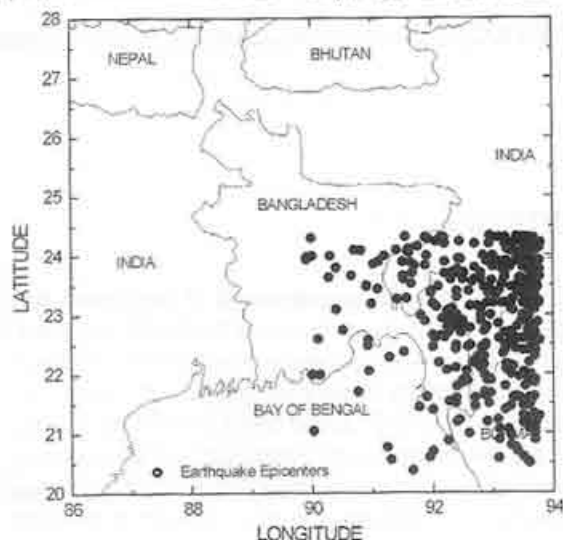 28
NEPAL
BHUTAN
27
26
INDIA
25
BANGLADESH
LATITUDE
24
INDIA
23
22
BAY OF BENGAL
21
Earthquake Epicenters
20
86
88
90
92
94
LONGITUDE